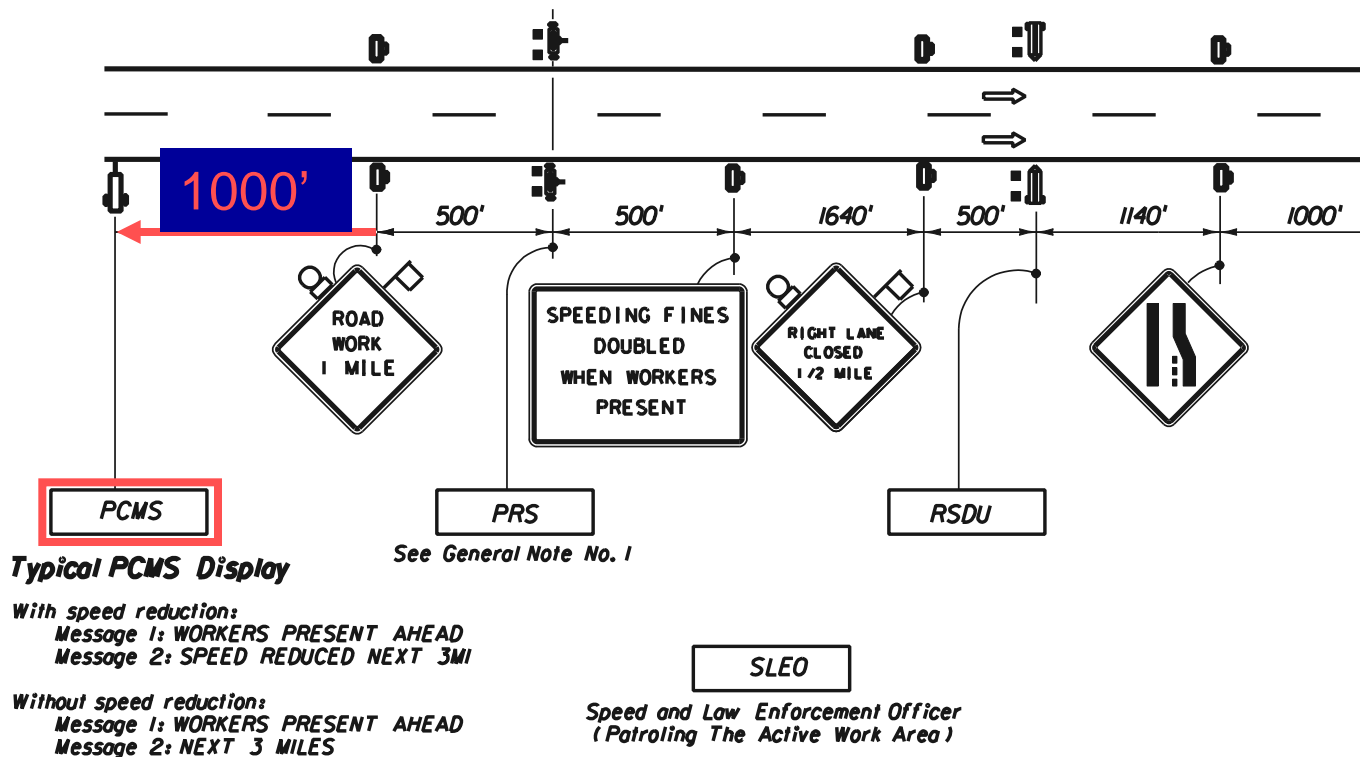 1000'
500'
500'
1640'
500'
1140'
1000'
ROAD
WORK
1 MILE
SPEEDING FINES
DOUBLED
WHEN WORKERS
PRESENT
RIGHT LANE
CLOSED
1/2 MILE
PCMS
PRS
RSDU
See General Note No. 1
Typical PCMS Display
With speed reduction:
Message 1: WORKERS PRESENT AHEAD
Message 2: SPEED REDUCED NEXT 3MI
Without speed reduction:
Message 1: WORKERS PRESENT AHEAD
Message 2: NEXT 3 MILES
SLEO
Speed and Law Enforcement Officer
(Patroling The Active Work Area)